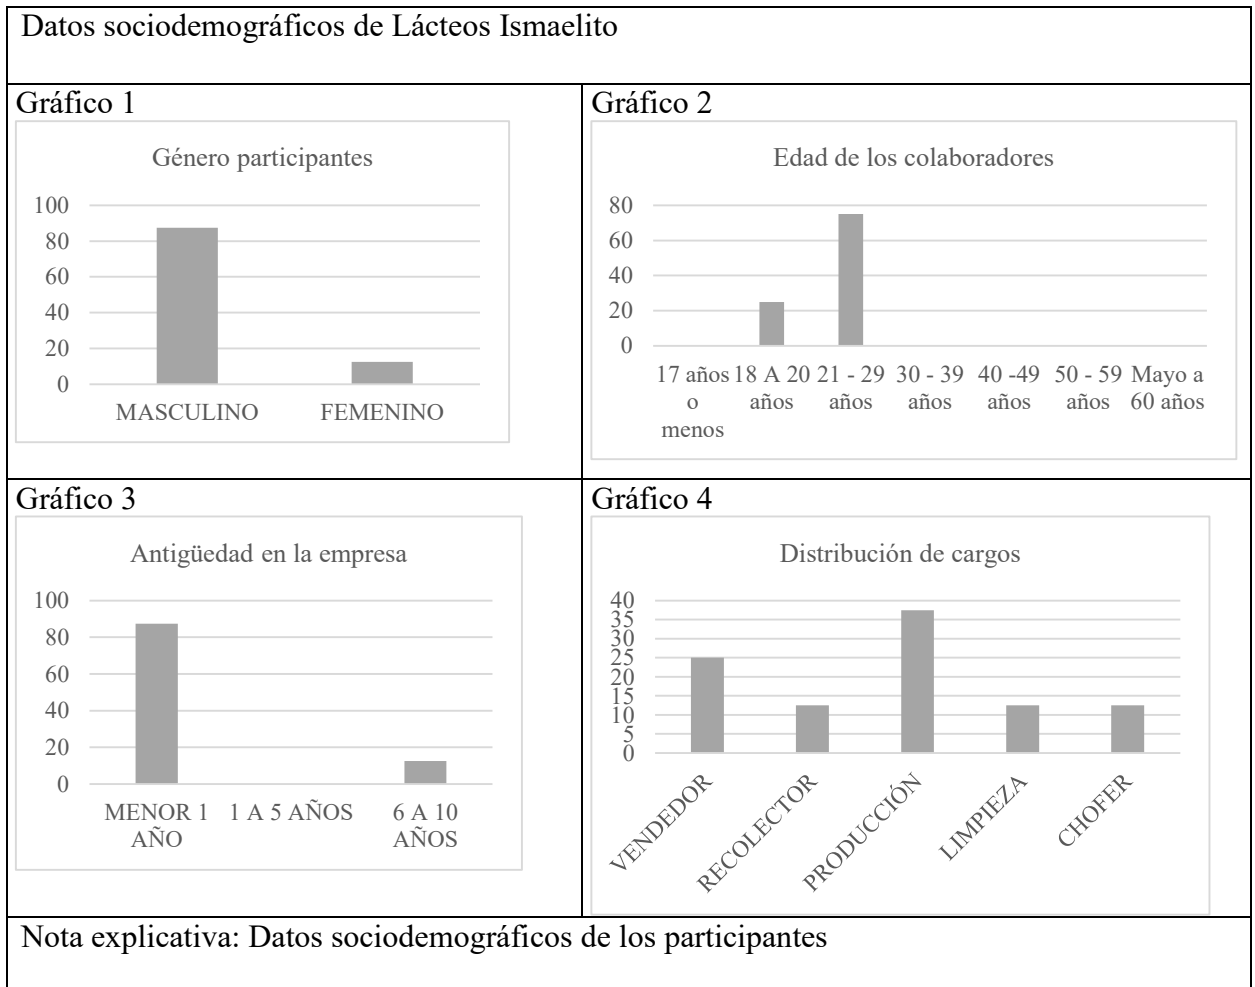 Datos sociodemográficos de Lácteos Ismaelito
Gráfico 1
Género participantes
100
80
60
40
20
0
MASCULINO FEMENINO
Gráfico 2
Edad de los colaboradores
80
60
40
20
0
17 años 18 A 20 21 - 29 30 - 39 40 -49 50 - 59 Mayo a
o años años años años años 60 años
menos
Gráfico 3
Antigüedad en la empresa
100
80
60
40
20
0
MENOR 1 1 A 5 AÑOS 6 A 10
AÑO AÑOS
Gráfico 4
Distribución de cargos
40
35
30
25
20
15
10
5
0
VENDEDOR
RECOLECTOR
PRODUCCIÓN
LIMPIEZA
CHOFER
Nota explicativa: Datos sociodemográficos de los participantes